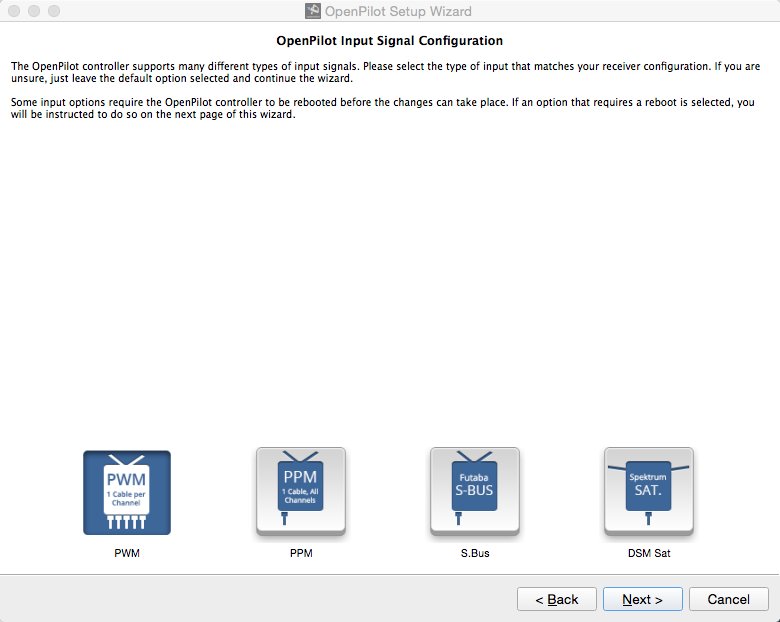 OpenPilot Setup Wizard
OpenPilot Input Signal Configuration
The OpenPilot controller supports many different types of input signals. Please select the type of input that matches your receiver configuration. If you are
unsure, just leave the default option selected and continue the wizard.
Some input options require the OpenPilot controller to be rebooted before the changes can take place. If an option that requires a reboot is selected, you
will be instructed to do so on the next page of this wizard.
PWM
1 Cable per
Channel
PPM
1 Cable, All
Channels
Futaba
S-BUS
Spektrum
SAT.
PWM
PPM
S.Bus
DSM Sat
< Back
Next >
Cancel